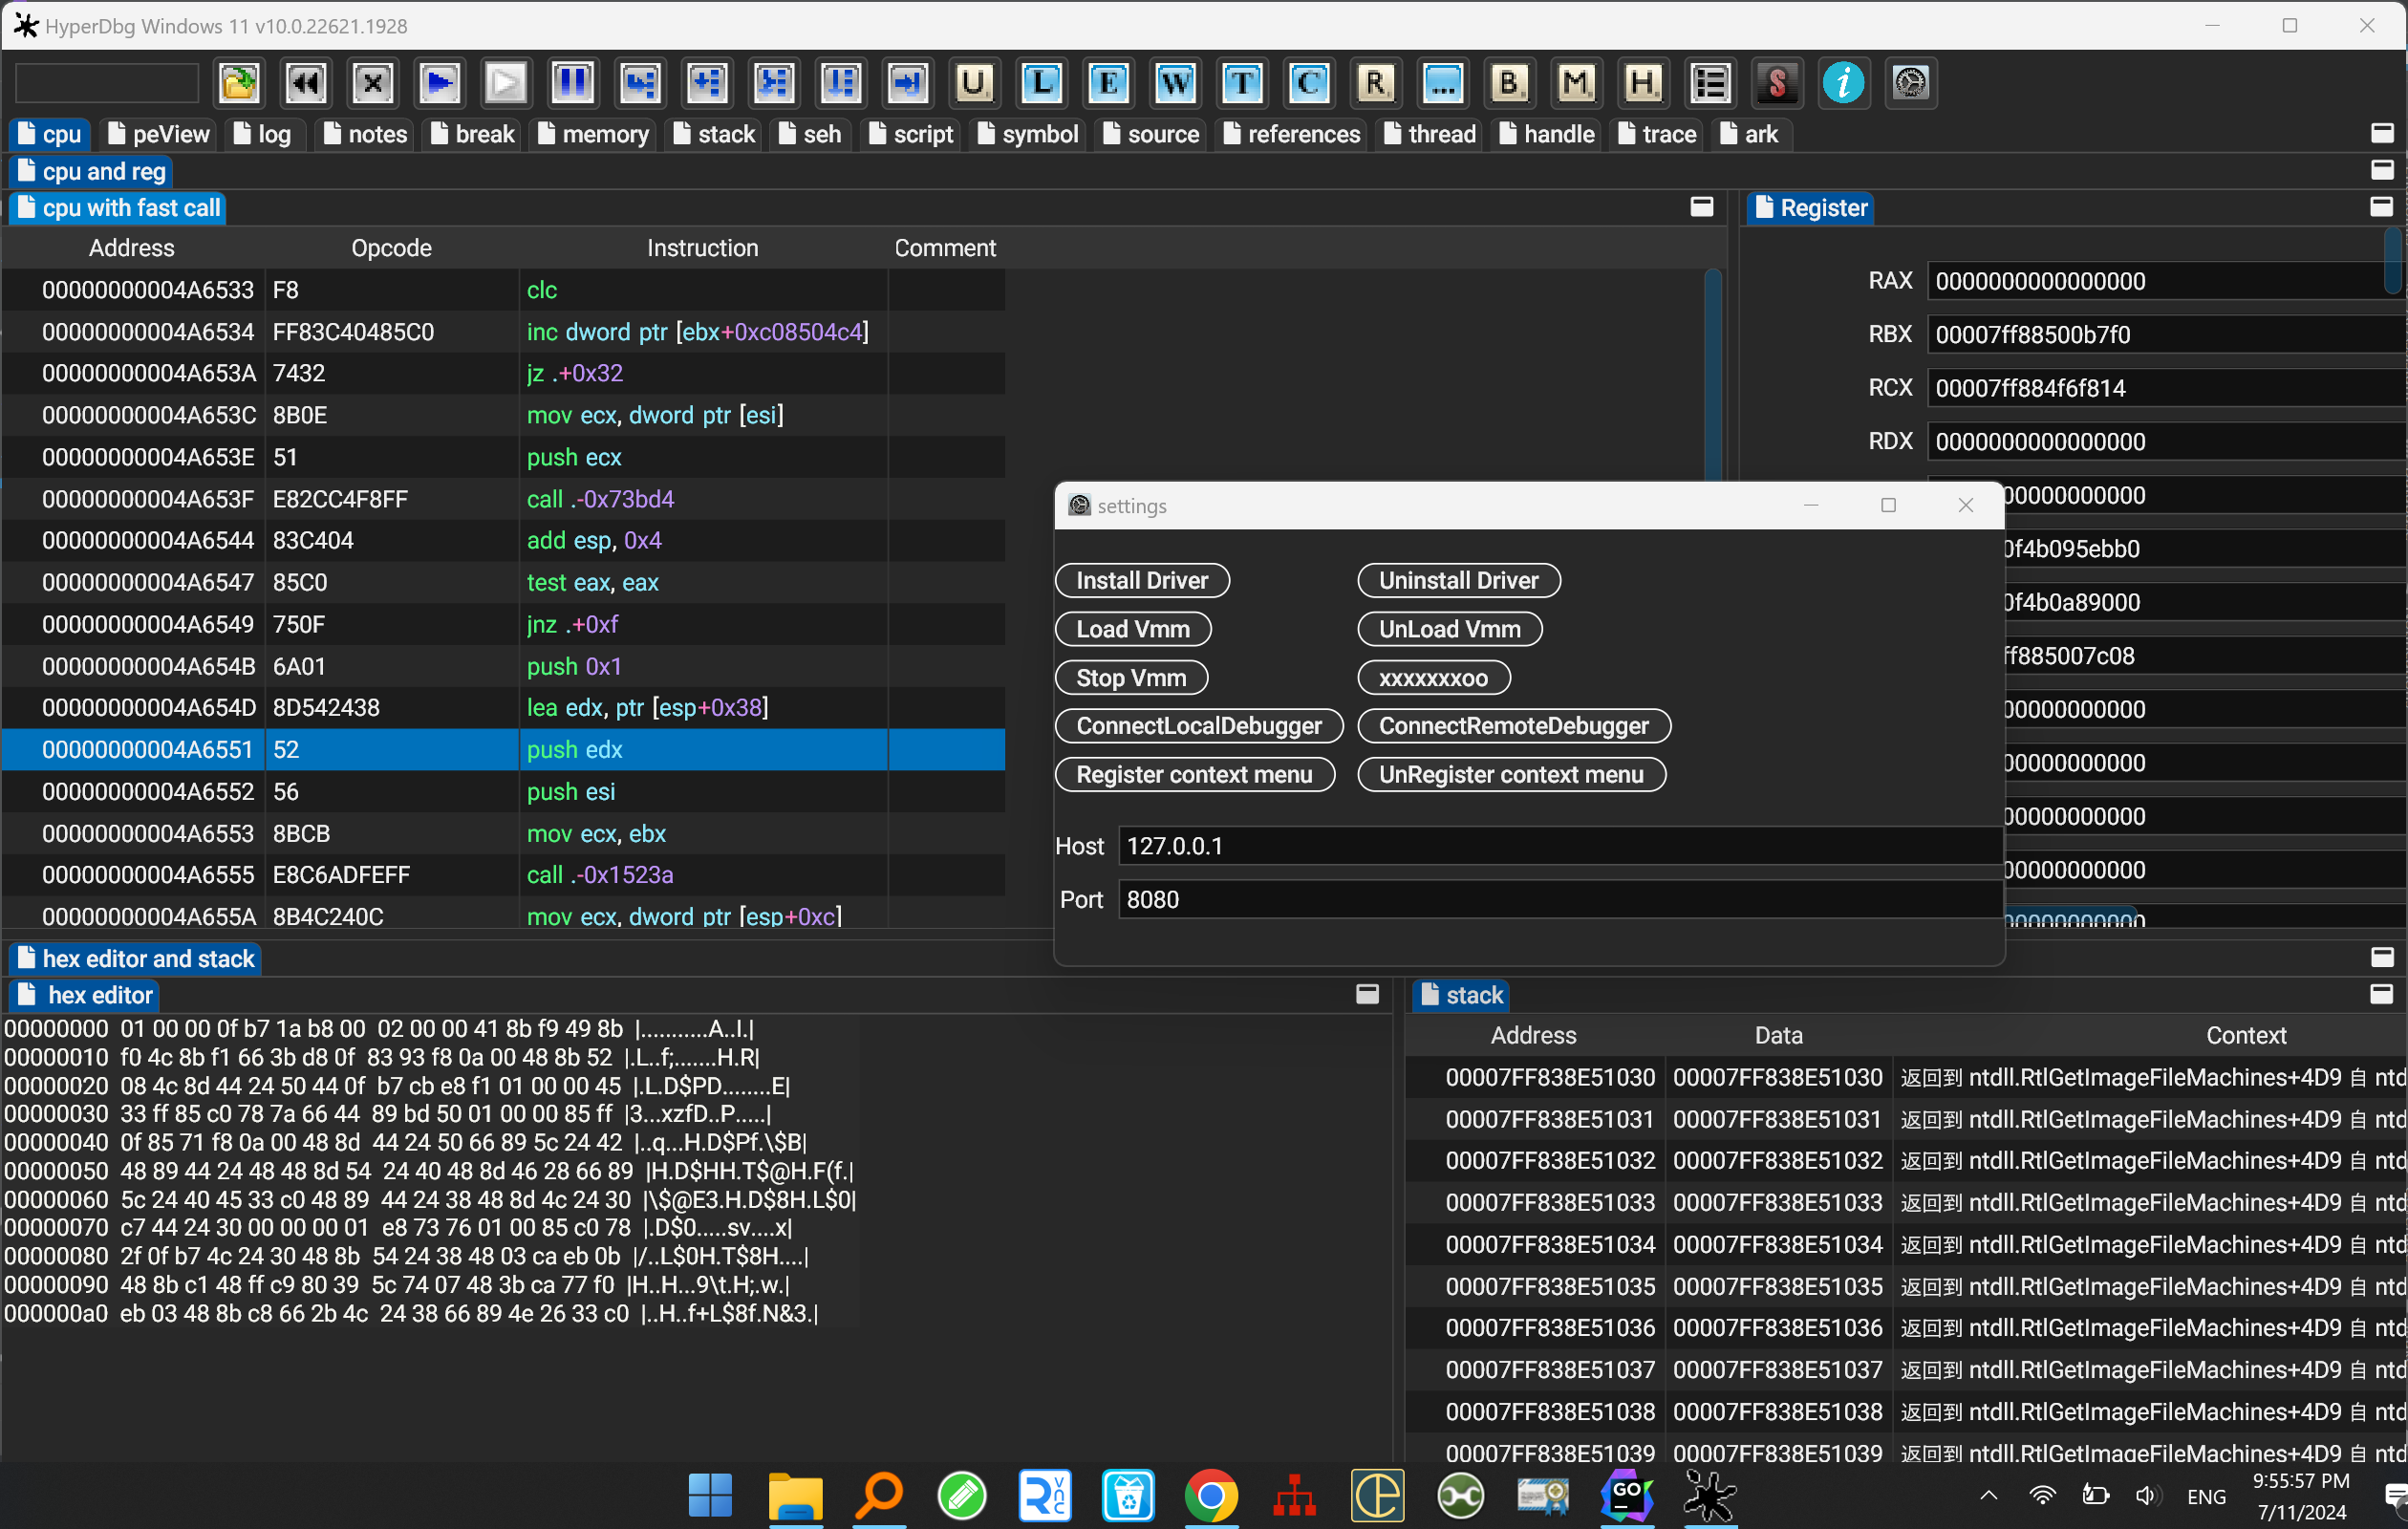 HyperDbg Windows 11 v10.0.22621.1928
U L E W T C R ... B M H S i
cpu peView log notes break memory stack seh script symbol source references thread handle trace ark
cpu and reg
cpu with fast call
Address Opcode Instruction Comment
00000000004A6533 F8 clc
00000000004A6534 FF83C40485C0 inc dword ptr [ebx+0xc08504c4]
00000000004A653A 7432 jz .+0x32
00000000004A653C 8B0E mov ecx, dword ptr [esi]
00000000004A653E 51 push ecx
00000000004A653F E82CC4F8FF call .-0x73bd4
00000000004A6544 83C404 add esp, 0x4
00000000004A6547 85C0 test eax, eax
00000000004A6549 750F jnz .+0xf
00000000004A654B 6A01 push 0x1
00000000004A654D 8D542438 lea edx, ptr [esp+0x38]
00000000004A6551 52 push edx
00000000004A6552 56 push esi
00000000004A6553 8BCB mov ecx, ebx
00000000004A6555 E8C6ADFEFF call .-0x1523a
00000000004A655A 8B4C240C mov ecx, dword ptr [esp+0xc]
Register
RAX 0000000000000000
RBX 00007ff88500b7f0
RCX 00007ff884f6f814
RDX 0000000000000000
00000000000
0f4b095ebb0
0f4b0a89000
ff885007c08
00000000000
00000000000
00000000000
00000000000
00000000000
settings
Install Driver Uninstall Driver
Load Vmm UnLoad Vmm
Stop Vmm xxxxxxxoo
ConnectLocalDebugger ConnectRemoteDebugger
Register context menu UnRegister context menu
Host 127.0.0.1
Port 8080
hex editor and stack
hex editor
00000000 01 00 00 0f b7 1a b8 00 02 00 00 41 8b f9 49 8b |...........A..I.|
00000010 f0 4c 8b f1 66 3b d8 0f 83 93 f8 0a 00 48 8b 52 |.L..f;.......H.R|
00000020 08 4c 8d 44 24 50 44 0f b7 cb e8 f1 01 00 00 45 |.L.D$PD........E|
00000030 33 ff 85 c0 78 7a 66 44 89 bd 50 01 00 00 85 ff |3...xzfD..P.....|
00000040 0f 85 71 f8 0a 00 48 8d 44 24 50 66 89 5c 24 42 |..q...H.D$Pf.\$B|
00000050 48 89 44 24 48 48 8d 54 24 40 48 8d 46 28 66 89 |H.D$HH.T$@H.F(f.|
00000060 5c 24 40 45 33 c0 48 89 44 24 38 48 8d 4c 24 30 |\$@E3.H.D$8H.L$0|
00000070 c7 44 24 30 00 00 00 01 e8 73 76 01 00 85 c0 78 |.D$0.....sv....x|
00000080 2f 0f b7 4c 24 30 48 8b 54 24 38 48 03 ca eb 0b |/..L$0H.T$8H....|
00000090 48 8b c1 48 ff c9 80 39 5c 74 07 48 3b ca 77 f0 |H..H...9\t.H;.w.|
000000a0 eb 03 48 8b c8 66 2b 4c 24 38 66 89 4e 26 33 c0 |..H..f+L$8f.N&3.|
stack
Address Data Context
00007FF838E51030 00007FF838E51030 返回到 ntdll.RtlGetImageFileMachines+4D9 自 ntd
00007FF838E51031 00007FF838E51031 返回到 ntdll.RtlGetImageFileMachines+4D9 自 ntd
00007FF838E51032 00007FF838E51032 返回到 ntdll.RtlGetImageFileMachines+4D9 自 ntd
00007FF838E51033 00007FF838E51033 返回到 ntdll.RtlGetImageFileMachines+4D9 自 ntd
00007FF838E51034 00007FF838E51034 返回到 ntdll.RtlGetImageFileMachines+4D9 自 ntd
00007FF838E51035 00007FF838E51035 返回到 ntdll.RtlGetImageFileMachines+4D9 自 ntd
00007FF838E51036 00007FF838E51036 返回到 ntdll.RtlGetImageFileMachines+4D9 自 ntd
00007FF838E51037 00007FF838E51037 返回到 ntdll.RtlGetImageFileMachines+4D9 自 ntd
00007FF838E51038 00007FF838E51038 返回到 ntdll.RtlGetImageFileMachines+4D9 自 ntd
00007FF838E51039 00007FF838E51039 返回到 ntdll.RtlGetImageFileMachines+4D9 自 ntd
GO
ENG
9:55:57 PM
7/11/2024